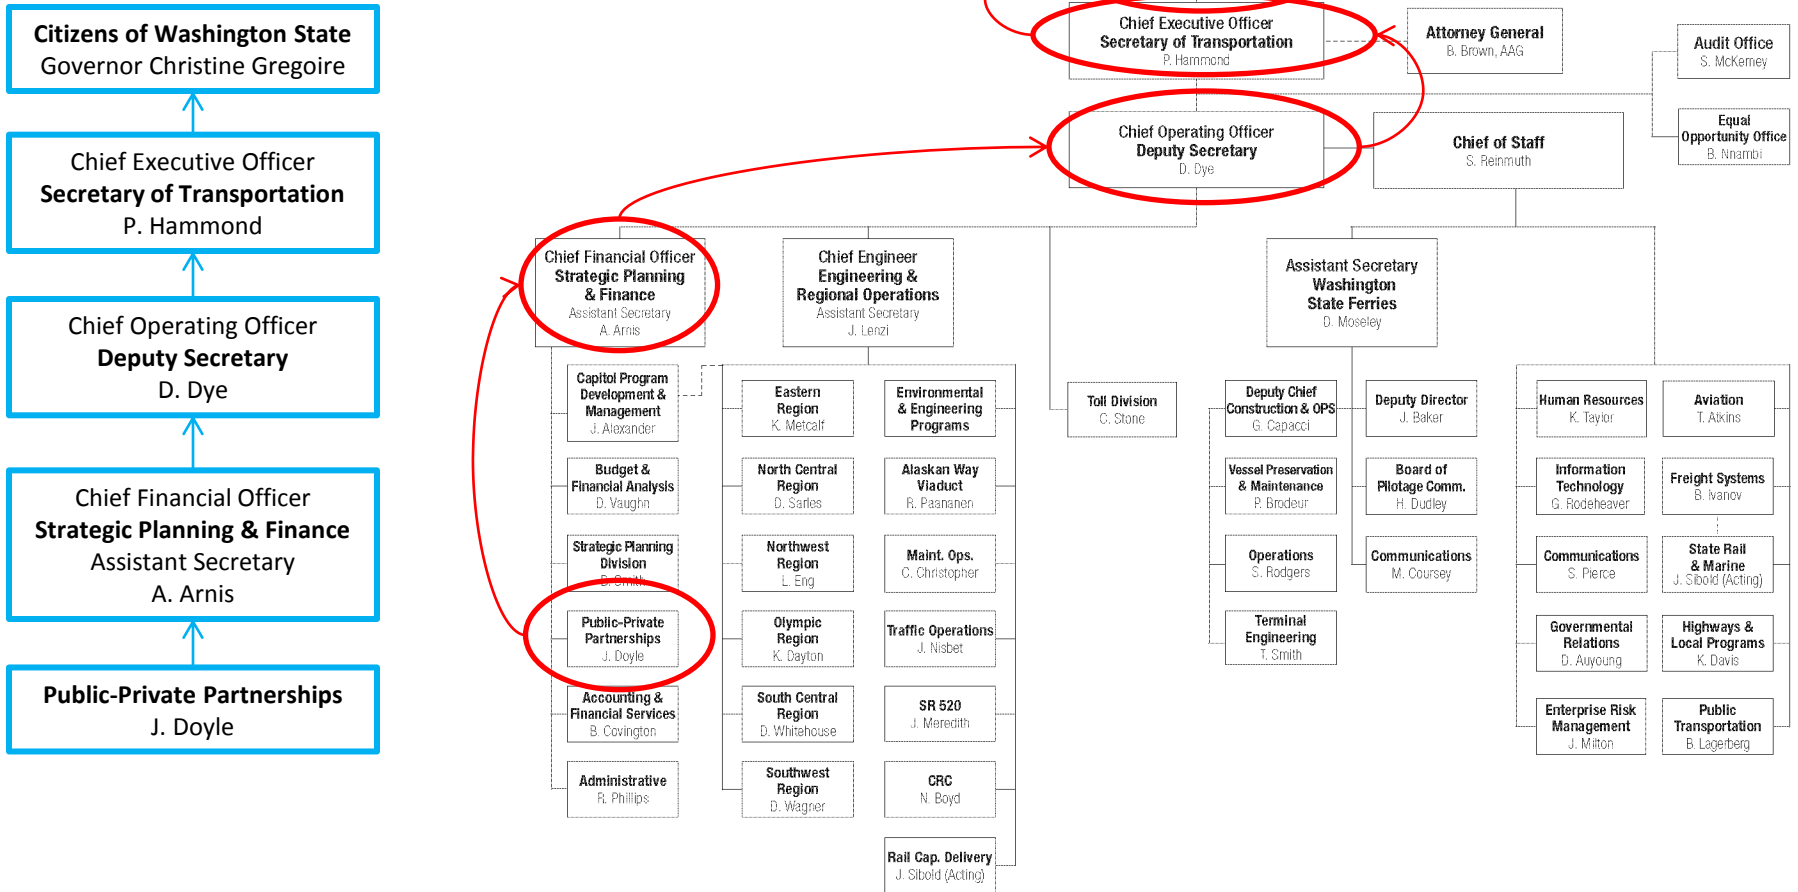 Citizens of Washington State
Governor Christine Gregoire
Chief Executive Officer
Secretary of Transportation
P. Hammond
Chief Operating Officer
Deputy Secretary
D. Dye
Chief Financial Officer
Strategic Planning & Finance
Assistant Secretary
A. Arnis
Public-Private Partnerships
J. Doyle
Chief Executive Officer
Secretary of Transportation
P. Hammond
Attorney General
B. Brown, AAG
Audit Office
S. McKerney
Chief Operating Officer
Deputy Secretary
D. Dye
Chief of Staff
S. Reinmuth
Equal
Opportunity Office
B. Nnambi
Chief Financial Officer
Strategic Planning
& Finance
Assistant Secretary
A. Arnis
Chief Engineer
Engineering &
Regional Operations
Assistant Secretary
J. Lenzi
Assistant Secretary
Washington
State Ferries
D. Moseley
Capitol Program
Development &
Management
J. Alexander
Budget &
Financial Analysis
D. Vaughn
Strategic Planning
Division
D. Smith
Public-Private
Partnerships
J. Doyle
Accounting &
Financial Services
B. Covington
Administrative
R. Phillips
Eastern
Region
K. Metcalf
North Central
Region
D. Sarles
Northwest
Region
L. Eng
Olympic
Region
K. Dayton
South Central
Region
D. Whitehouse
Southwest
Region
D. Wagner
Environmental
& Engineering
Programs
Alaskan Way
Viaduct
R. Paananen
Maint. Ops.
C. Christopher
Traffic Operations
J. Nisbet
SR 520
J. Meredith
CRC
N. Boyd
Rail Cap. Delivery
J. Sibold (Acting)
Toll Division
C. Stone
Deputy Chief
Construction & OPS
G. Capacci
Vessel Preservation
& Maintenance
P. Brodeur
Operations
S. Rodgers
Terminal
Engineering
T. Smith
Deputy Director
J. Baker
Board of
Pilotage Comm.
H. Dudley
Communications
M. Coursey
Human Resources
K. Taylor
Information
Technology
G. Rodeheaver
Communications
S. Pierce
Governmental
Relations
D. Auyoung
Enterprise Risk
Management
J. Milton
Aviation
T. Atkins
Freight Systems
B. Ivanov
State Rail
& Marine
J. Sibold (Acting)
Highways &
Local Programs
K. Davis
Public
Transportation
B. Lagerberg